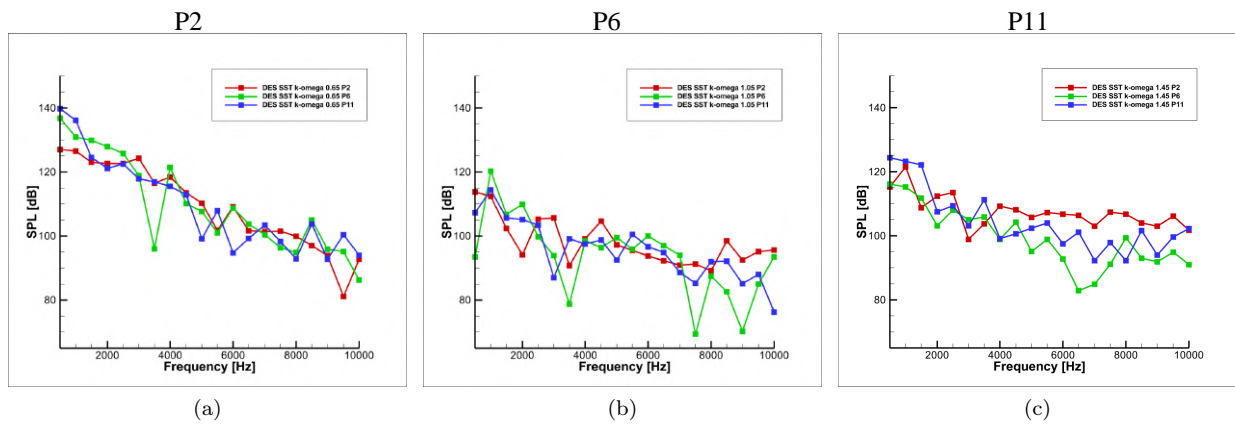 P2 P6 P11
DES SST k-omega 0.65 P2
DES SST k-omega 0.65 P6
DES SST k-omega 0.65 P11
140
120
100
80
SPL [dB]
2000 4000 6000 8000 10000
Frequency [Hz]
(a)
DES SST k-omega 1.05 P2
DES SST k-omega 1.05 P6
DES SST k-omega 1.05 P11
140
120
100
80
SPL [dB]
2000 4000 6000 8000 10000
Frequency [Hz]
(b)
DES SST k-omega 1.45 P2
DES SST k-omega 1.45 P6
DES SST k-omega 1.45 P11
140
120
100
80
SPL [dB]
2000 4000 6000 8000 10000
Frequency [Hz]
(c)